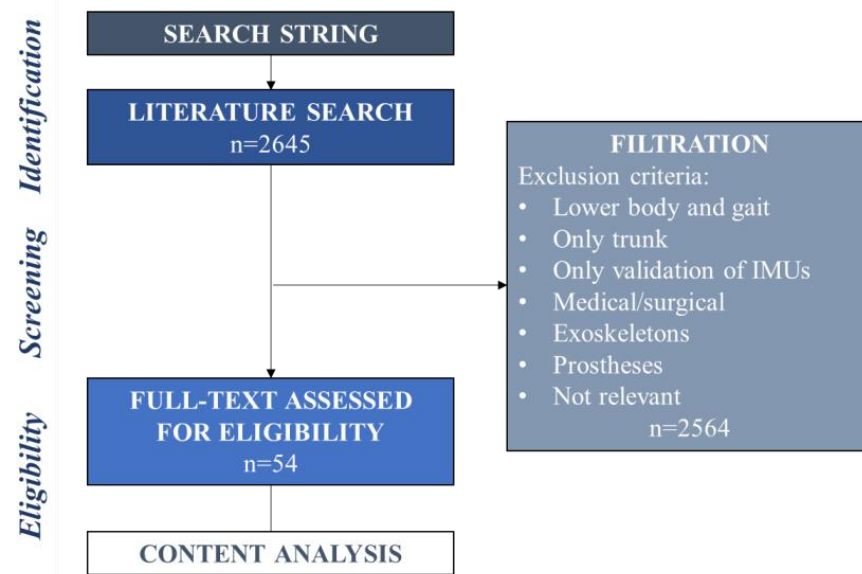 Identification
SEARCH STRING
LITERATURE SEARCH
n=2645
Screening
FILTRATION
Exclusion criteria:
• Lower body and gait
• Only trunk
• Only validation of IMUs
• Medical/surgical
• Exoskeletons
• Prostheses
• Not relevant
n=2564
Eligibility
FULL-TEXT ASSESSED
FOR ELIGIBILITY
n=54
CONTENT ANALYSIS